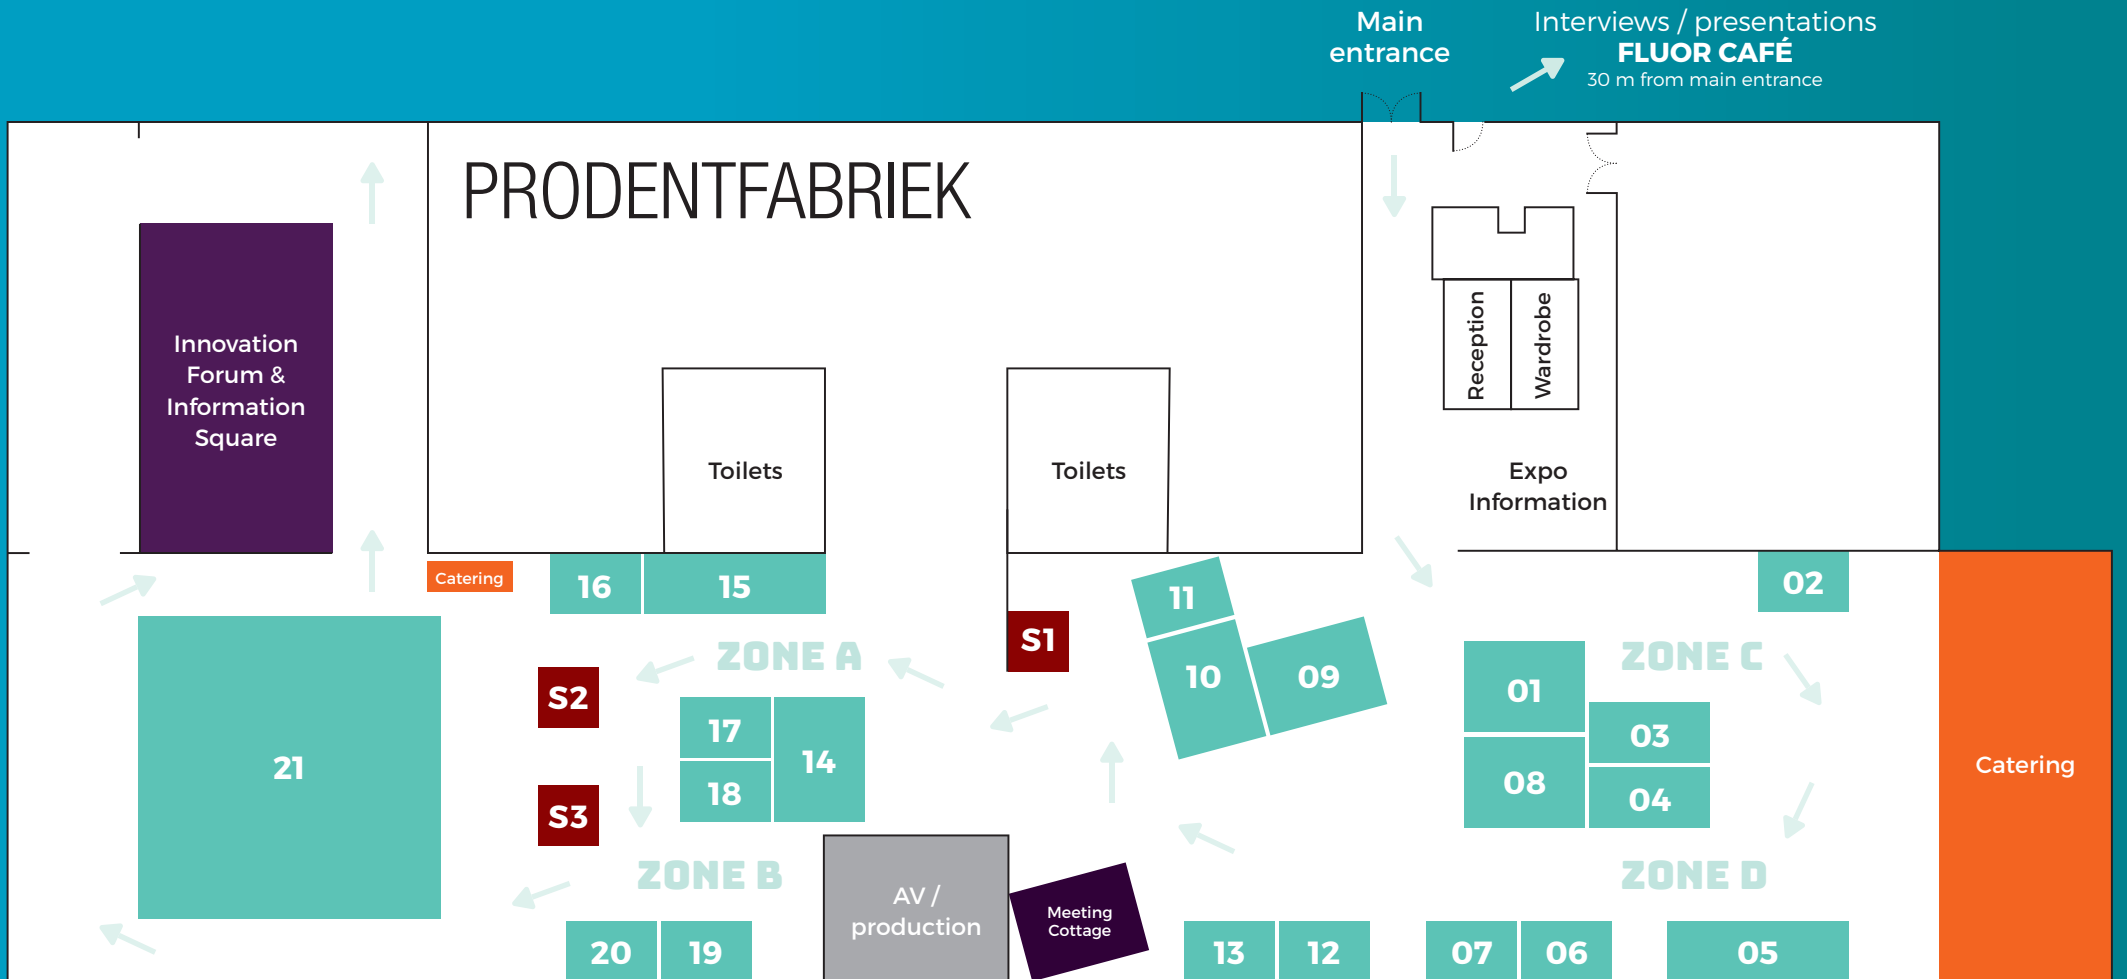 Main
entrance
Interviews / presentations
FLUOR CAFÉ
30 m from main entrance
PRODENTFABRIEK
Innovation
Forum &
Information
Square
Toilets
Toilets
Reception
Wardrobe
Expo
Information
Catering
16
15
11
10
09
02
S1
ZONE A
ZONE C
S2
17
14
18
01
03
08
04
21
S3
Catering
ZONE B
ZONE D
AV /
production
Meeting
Cottage
20
19
13
12
07
06
05